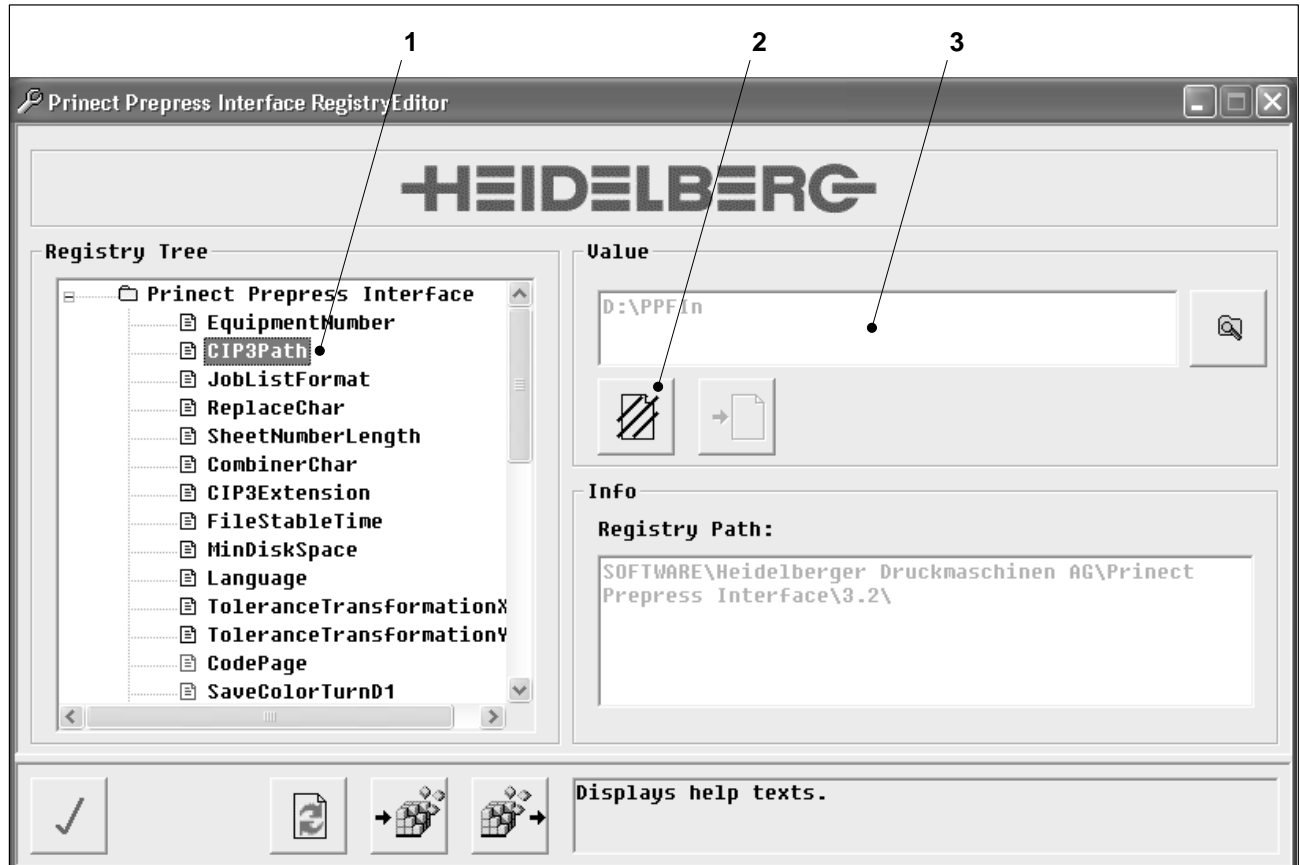 1 2 3
Prinect Prepress Interface RegistryEditor
HEIDELBERG
Registry Tree
Prinect Prepress Interface
EquipmentNumber
CIP3Path
JobListFormat
ReplaceChar
SheetNumberLength
CombinerChar
CIP3Extension
FileStableTime
MinDiskSpace
Language
ToleranceTransformationX
ToleranceTransformationY
CodePage
SaveColorTurnD1
Value
D:\PPFIn
Info
Registry Path:
SOFTWARE\Heidelberger Druckmaschinen AG\Prinect
Prepress Interface\3.2\
Displays help texts.